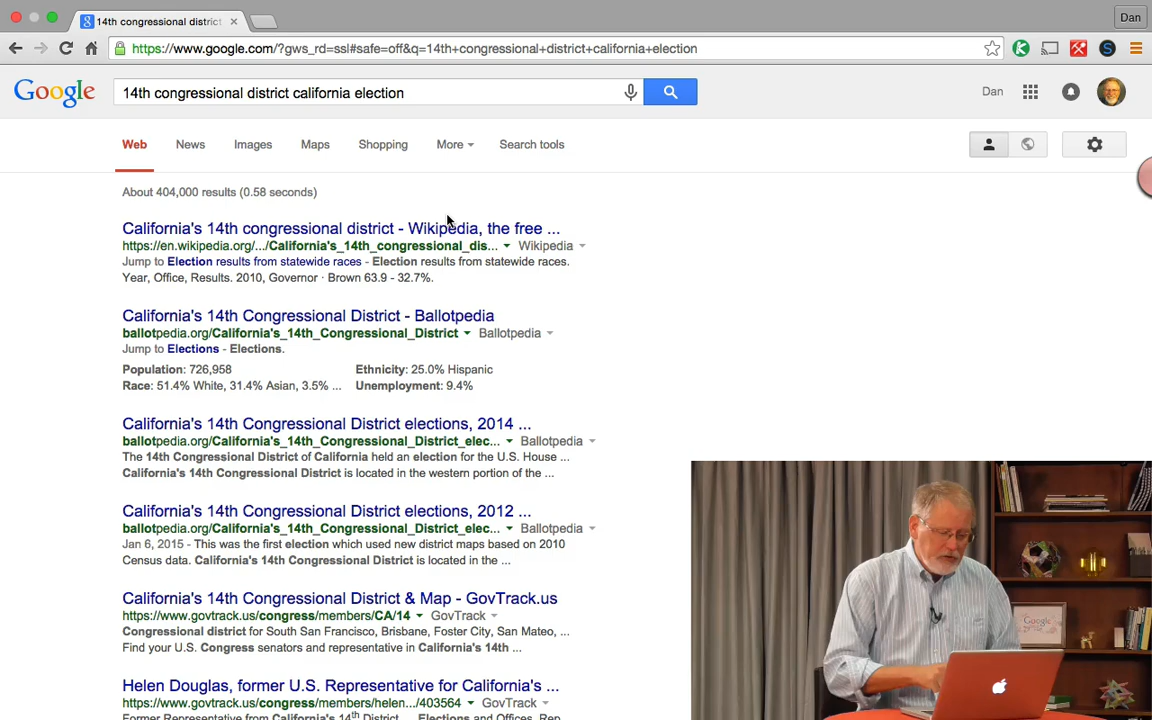 14th congressional district
Dan
https://www.google.com/?gws_rd=ssl#safe=off&q=14th+congressional+district+california+election
Google
14th congressional district california election
Dan
Web News Images Maps Shopping More Search tools
About 404,000 results (0.58 seconds)
California's 14th congressional district - Wikipedia, the free ...
https://en.wikipedia.org/.../California's_14th_congressional_dis... Wikipedia
Jump to Election results from statewide races - Election results from statewide races.
Year, Office, Results. 2010, Governor · Brown 63.9 - 32.7%.
California's 14th Congressional District - Ballotpedia
ballotpedia.org/California's_14th_Congressional_District Ballotpedia
Jump to Elections - Elections.
Population: 726,958 Ethnicity: 25.0% Hispanic
Race: 51.4% White, 31.4% Asian, 3.5% ... Unemployment: 9.4%
California's 14th Congressional District elections, 2014 ...
ballotpedia.org/California's_14th_Congressional_District_elec... Ballotpedia
The 14th Congressional District of California held an election for the U.S. House ...
California's 14th Congressional District is located in the western portion of the ...
California's 14th Congressional District elections, 2012 ...
ballotpedia.org/California's_14th_Congressional_District_elec... Ballotpedia
Jan 6, 2015 - This was the first election which used new district maps based on 2010
Census data. California's 14th Congressional District is located in the ...
California's 14th Congressional District & Map - GovTrack.us
https://www.govtrack.us/congress/members/CA/14 GovTrack
Congressional district for South San Francisco, Brisbane, Foster City, San Mateo, ...
Find your U.S. Congress senators and representative in California's 14th ...
Helen Douglas, former U.S. Representative for California's ...
https://www.govtrack.us/congress/members/helen.../403564 GovTrack
Former Representative from California's 14th District. Elections and Offices. Rep.
Google